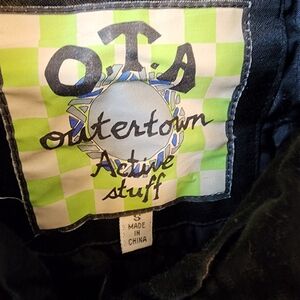 O.T.A
outertown
Active
stuff
S
MADE
IN
CHINA